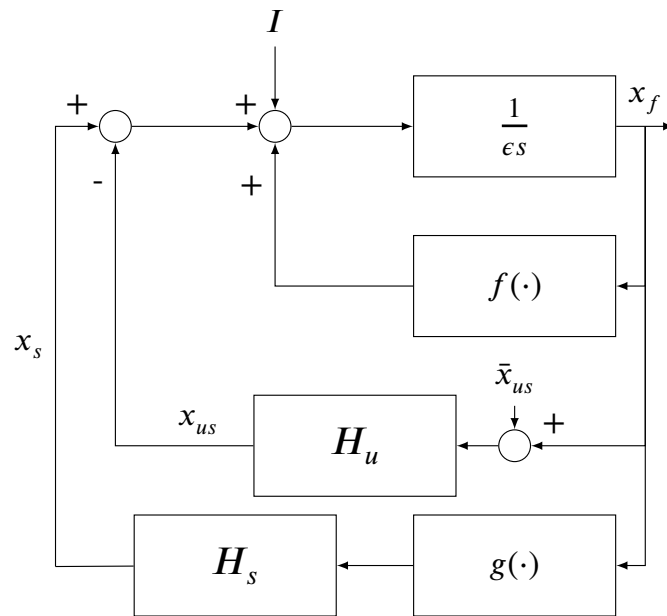 I
+ + 1/ϵs x_f
-
+ f(·)
x_s
x̄_us
x_us +
H_u
H_s g(·)